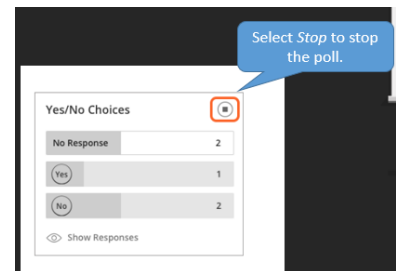 Select Stop to stop
the poll.
Yes/No Choices
No Response 2
Yes 1
No 2
Show Responses